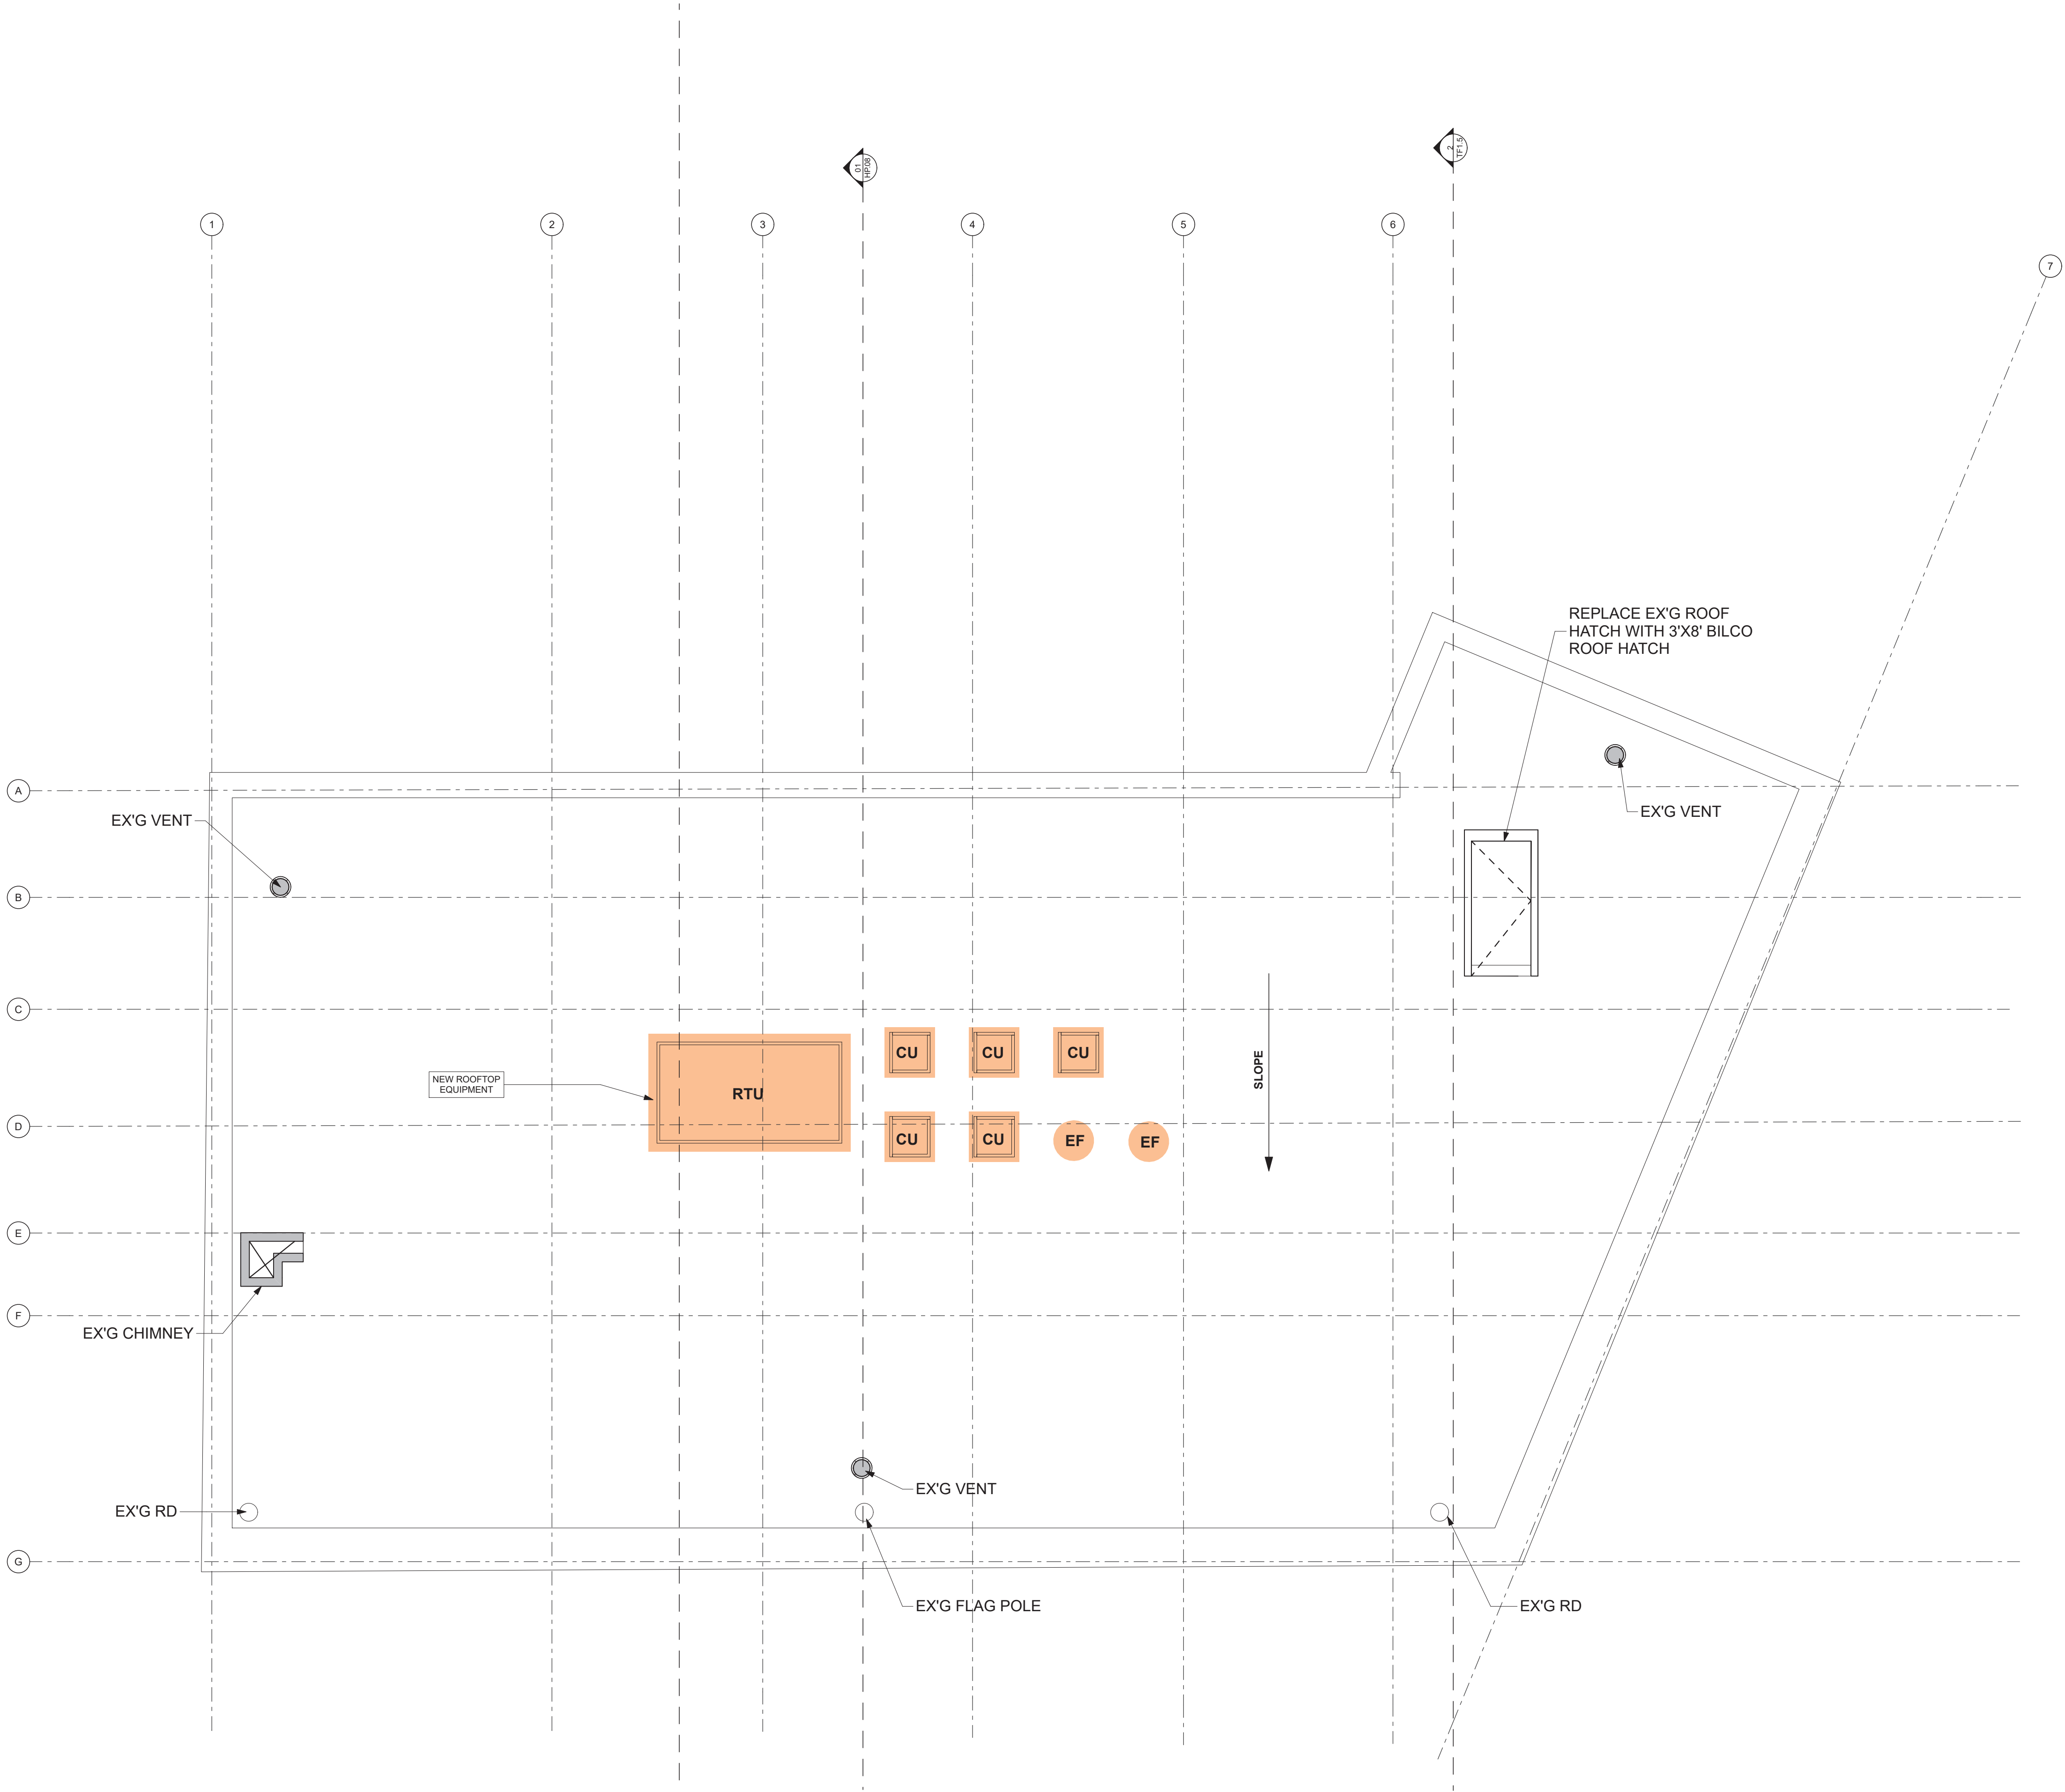 2
TF1.5
01
HP.08
1
2
3
4
5
6
7
REPLACE EX'G ROOF
HATCH WITH 3'X8' BILCO
ROOF HATCH
A
EX'G VENT
EX'G VENT
B
C
CU
CU
CU
SLOPE
NEW ROOFTOP
EQUIPMENT
RTU
D
CU
CU
EF
EF
E
F
EX'G CHIMNEY
EX'G VENT
EX'G RD
G
EX'G FLAG POLE
EX'G RD